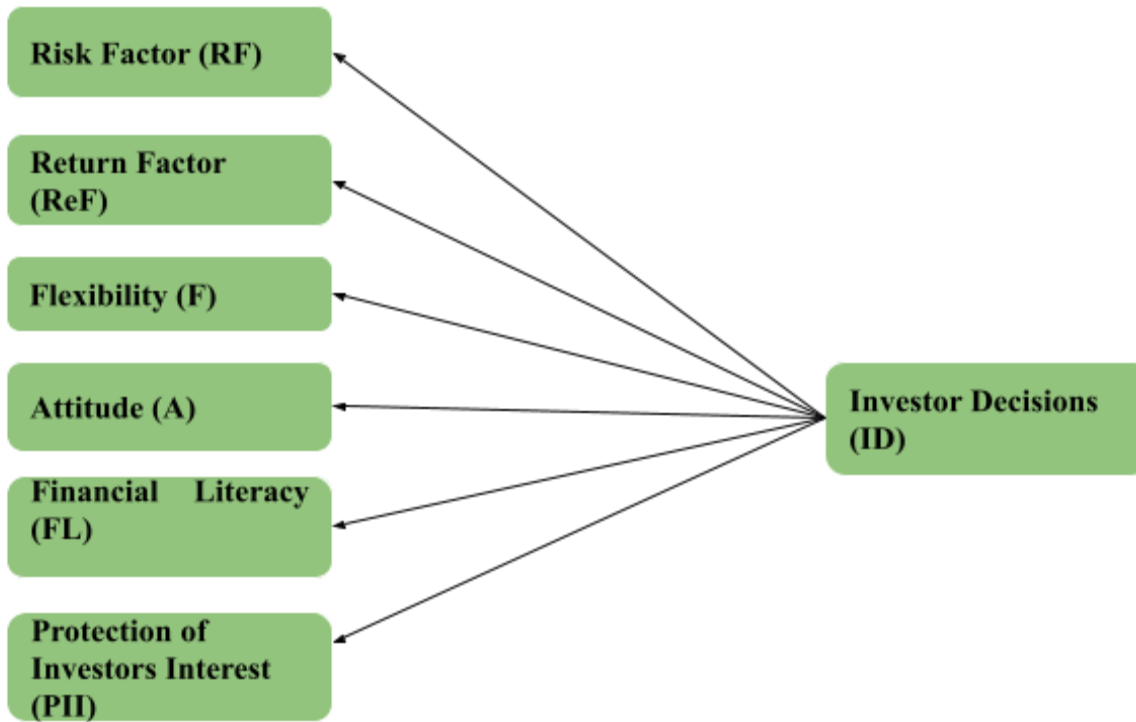 Risk Factor (RF)
Return Factor
(ReF)
Flexibility (F)
Attitude (A)
Financial Literacy
(FL)
Protection of
Investors Interest
(PII)
Investor Decisions
(ID)